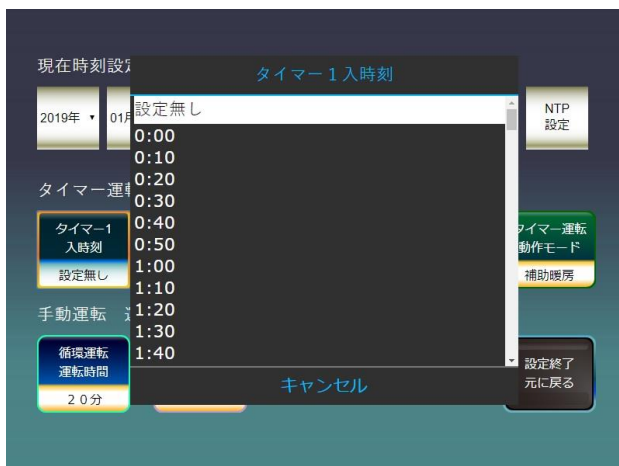 現在時刻設定
タイマー１入時刻
2019年
01月
NTP
設定
設定無し
0:00
0:10
0:20
0:30
0:40
0:50
1:00
1:10
1:20
1:30
1:40
タイマー運転
タイマー1
入時刻
設定無し
タイマー運転
動作モード
補助暖房
手動運転
循環運転
運転時間
２０分
キャンセル
設定終了
元に戻る